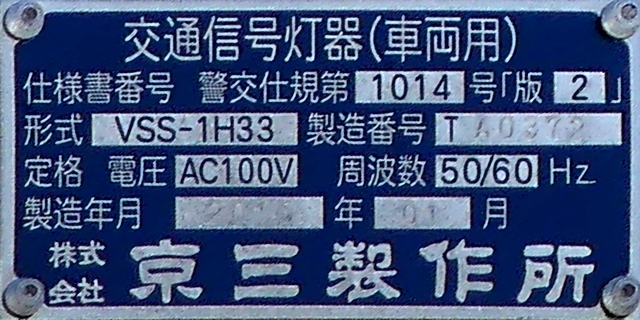 交通信号灯器(車両用)
仕様書番号 警交仕規第 1014 号「版 2 」
形式 VSS-1H33 製造番号 T A0372
定格 電圧 AC100V 周波数 50/60 Hz
製造年月 年 01 月
株式会社 京三製作所